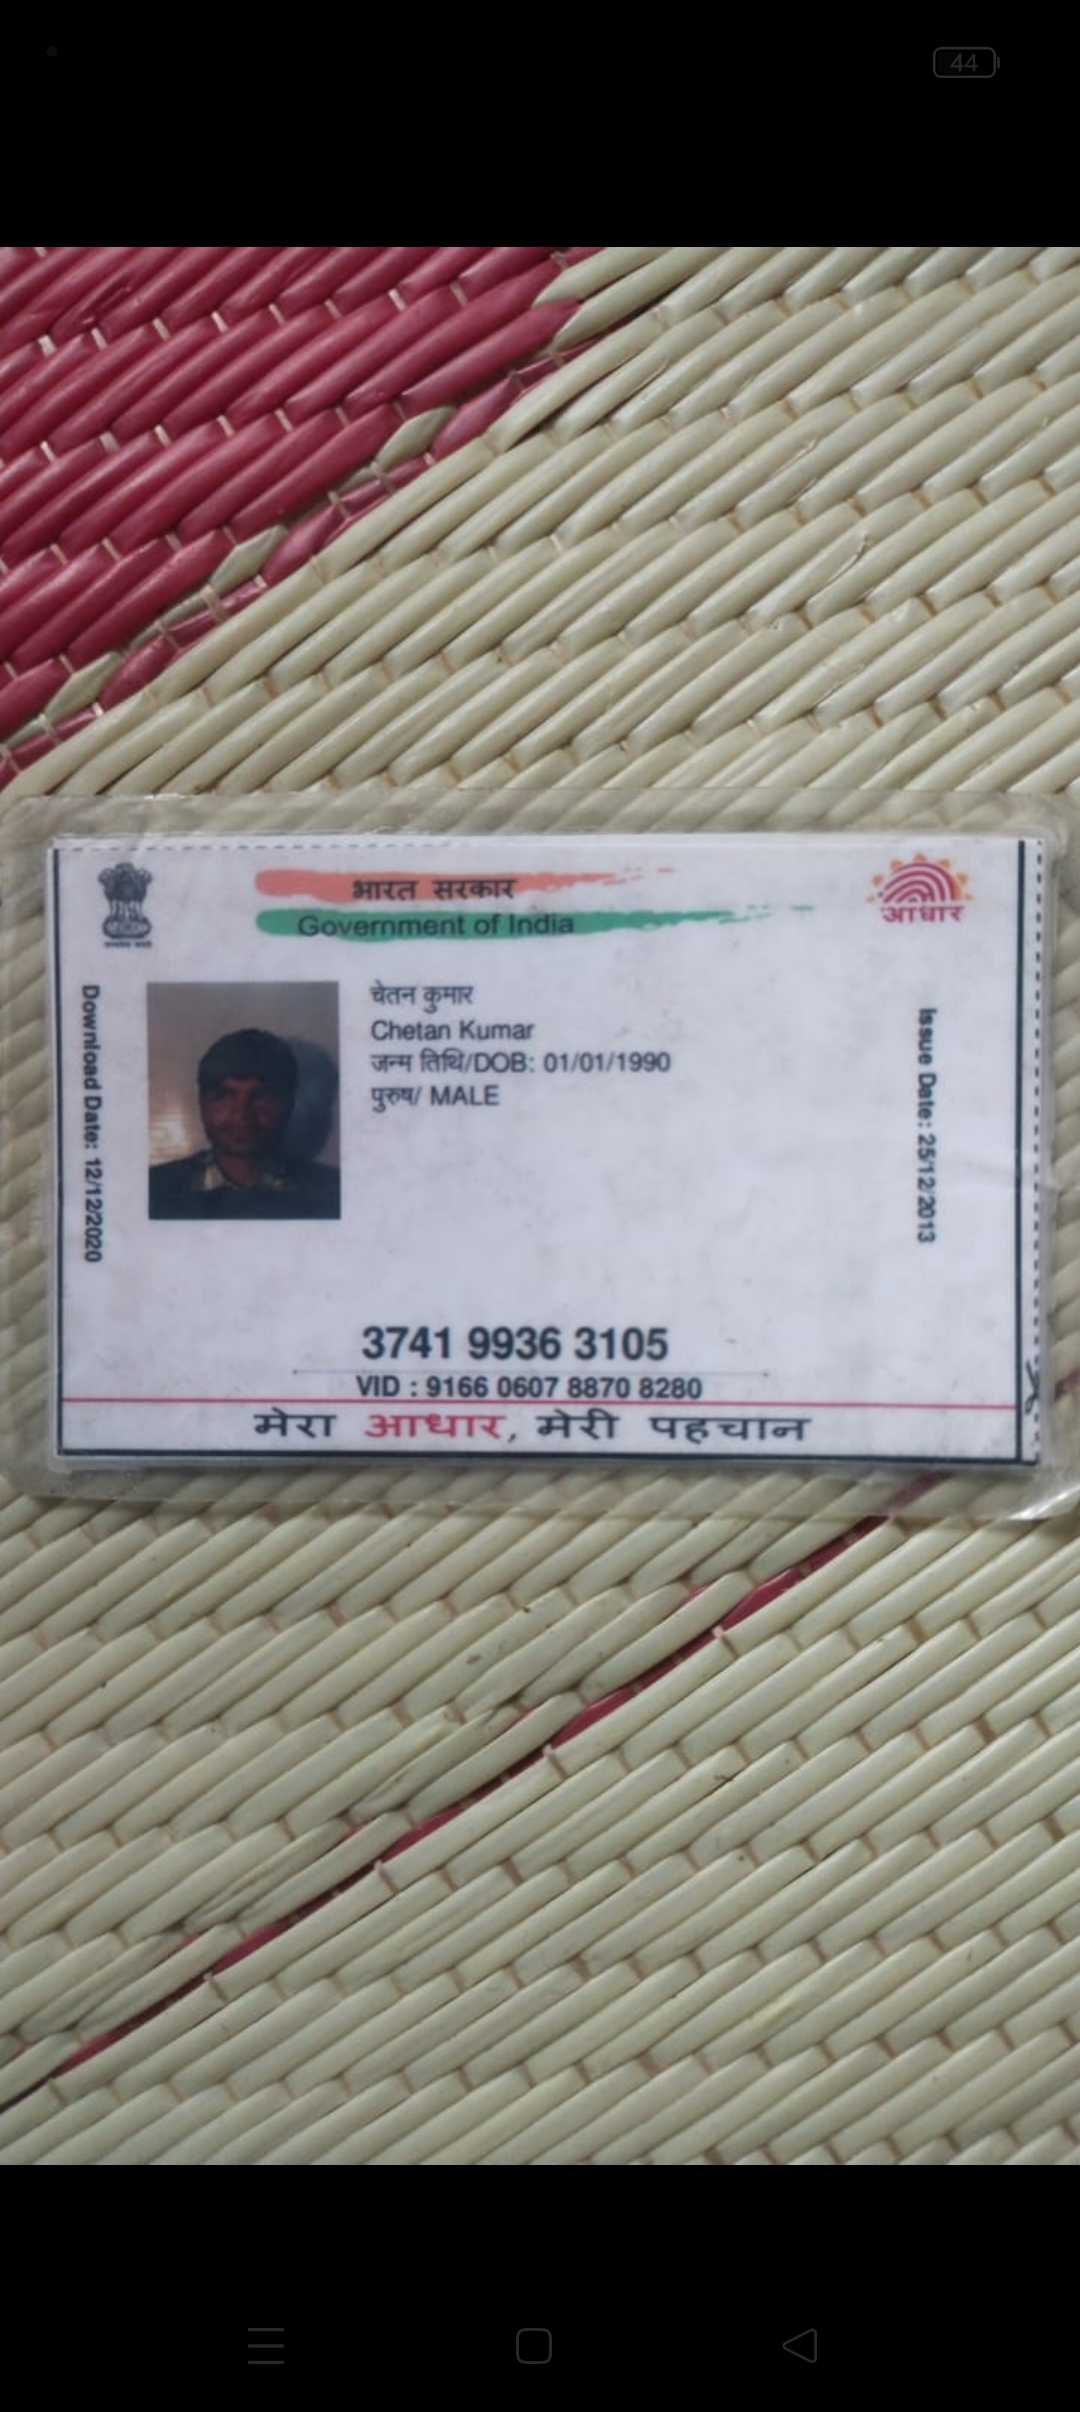 44
भारत सरकार
Government of India
आधार
चेतन कुमार
Chetan Kumar
जन्म तिथि/DOB: 01/01/1990
पुरुष/ MALE
Download Date: 12/12/2020
Issue Date: 25/12/2013
3741 9936 3105
VID : 9166 0607 8870 8280
मेरा आधार, मेरी पहचान